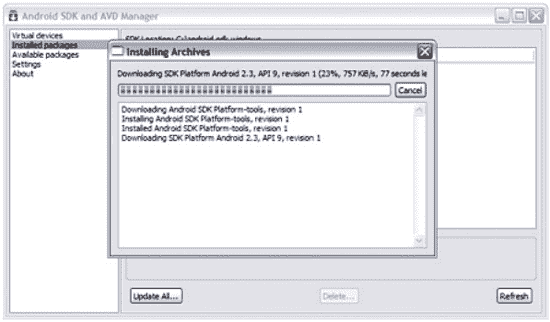 Android SDK and AVD Manager
Virtual devices
Installed packages
Available packages
Settings
About
SDK Location: C:\android-sdk-windows
Installing Archives
Downloading SDK Platform Android 2.3, API 9, revision 1 (23%, 757 KiB/s, 77 seconds le
Cancel
Downloading Android SDK Platform-tools, revision 1
Installing Android SDK Platform-tools, revision 1
Installed Android SDK Platform-tools, revision 1
Downloading SDK Platform Android 2.3, API 9, revision 1
Update All...
Delete...
Refresh